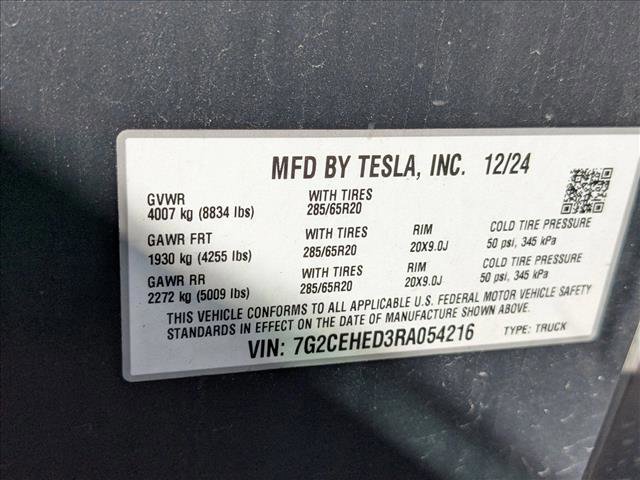 MFD BY TESLA, INC. 12/24
GVWR WITH TIRES
4007 kg (8834 lbs) 285/65R20
GAWR FRT WITH TIRES RIM COLD TIRE PRESSURE
1930 kg (4255 lbs) 285/65R20 20X9.0J 50 psi, 345 kPa
GAWR RR WITH TIRES RIM COLD TIRE PRESSURE
2272 kg (5009 lbs) 285/65R20 20X9.0J 50 psi, 345 kPa
THIS VEHICLE CONFORMS TO ALL APPLICABLE U.S. FEDERAL MOTOR VEHICLE SAFETY
STANDARDS IN EFFECT ON THE DATE OF MANUFACTURE SHOWN ABOVE.
VIN: 7G2CEHED3RA054216 TYPE: TRUCK